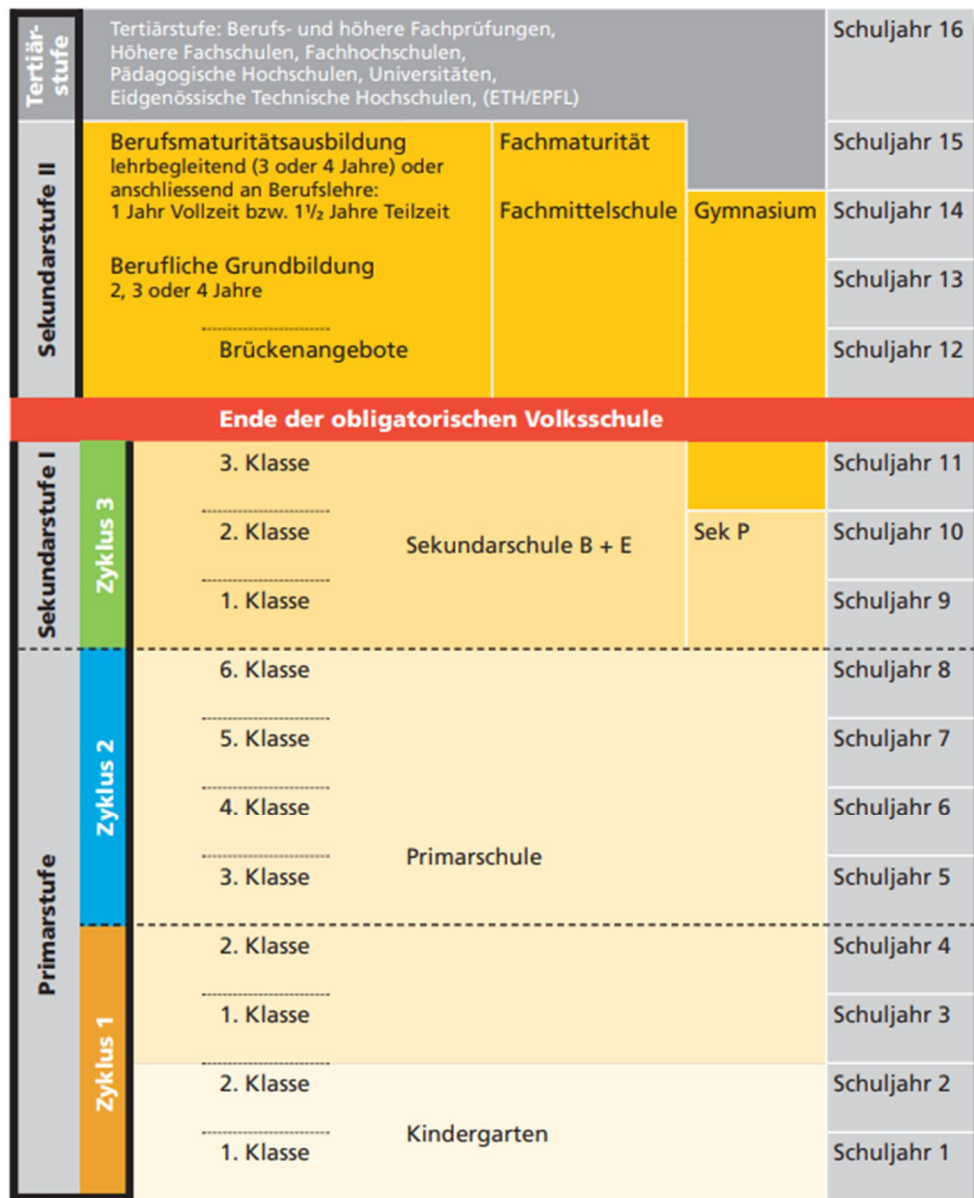 Tertiär-
stufe
Tertiärstufe: Berufs- und höhere Fachprüfungen,
Höhere Fachschulen, Fachhochschulen,
Pädagogische Hochschulen, Universitäten,
Eidgenössische Technische Hochschulen, (ETH/EPFL)
Schuljahr 16
Sekundarstufe II
Berufsmaturitätsausbildung
lehrbegleitend (3 oder 4 Jahre) oder
anschliessend an Berufslehre:
1 Jahr Vollzeit bzw. 1½ Jahre Teilzeit
Fachmaturität
Schuljahr 15
Fachmittelschule
Gymnasium
Schuljahr 14
Berufliche Grundbildung
2, 3 oder 4 Jahre
Schuljahr 13
Brückenangebote
Schuljahr 12
Ende der obligatorischen Volksschule
Sekundarstufe I
Zyklus 3
3. Klasse
Schuljahr 11
2. Klasse
Sekundarschule B + E
Sek P
Schuljahr 10
1. Klasse
Schuljahr 9
Primarstufe
Zyklus 2
6. Klasse
Schuljahr 8
5. Klasse
Schuljahr 7
4. Klasse
Schuljahr 6
Primarschule
3. Klasse
Schuljahr 5
Zyklus 1
2. Klasse
Schuljahr 4
1. Klasse
Schuljahr 3
2. Klasse
Schuljahr 2
Kindergarten
1. Klasse
Schuljahr 1